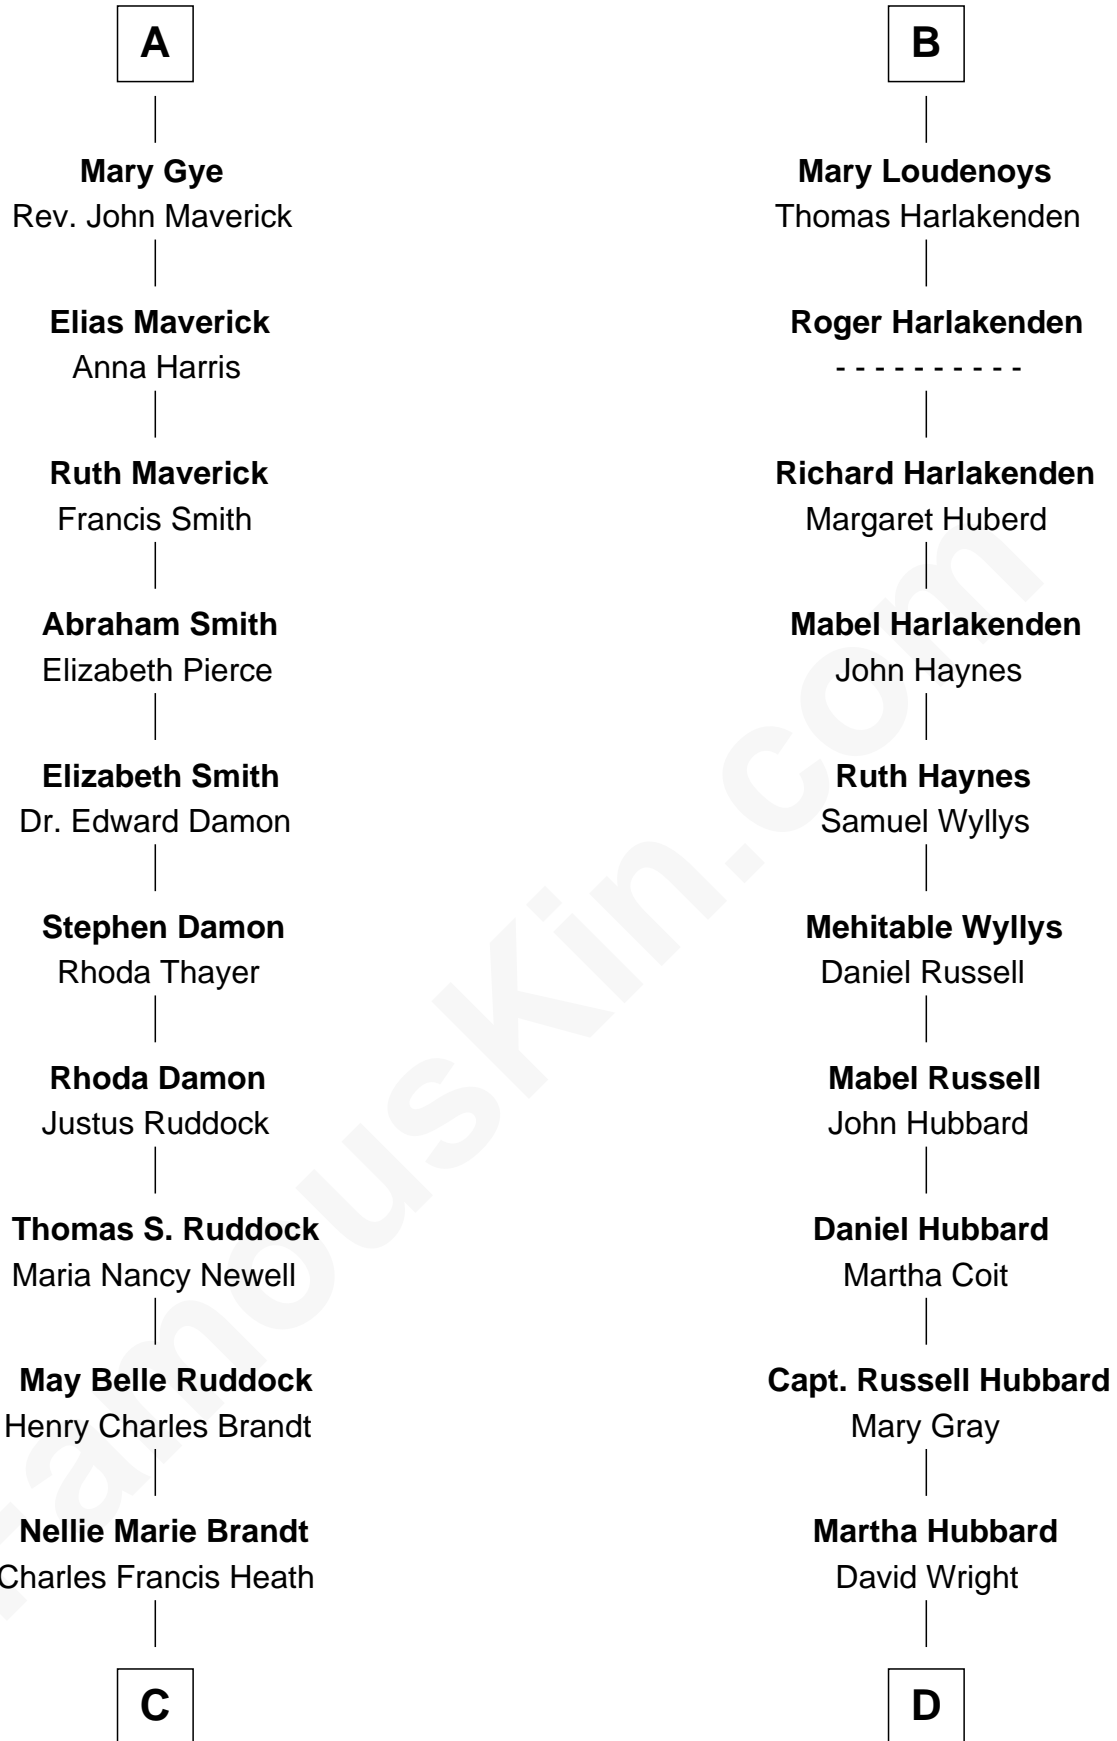 A
Mary Gye
Rev. John Maverick
Elias Maverick
Anna Harris
Ruth Maverick
Francis Smith
Abraham Smith
Elizabeth Pierce
Elizabeth Smith
Dr. Edward Damon
Stephen Damon
Rhoda Thayer
Rhoda Damon
Justus Ruddock
Thomas S. Ruddock
Maria Nancy Newell
May Belle Ruddock
Henry Charles Brandt
Nellie Marie Brandt
Charles Francis Heath
C
B
Mary Loudenoys
Thomas Harlakenden
Roger Harlakenden
- - - - - - - - - -
Richard Harlakenden
Margaret Huberd
Mabel Harlakenden
John Haynes
Ruth Haynes
Samuel Wyllys
Mehitable Wyllys
Daniel Russell
Mabel Russell
John Hubbard
Daniel Hubbard
Martha Coit
Capt. Russell Hubbard
Mary Gray
Martha Hubbard
David Wright
D
FamousKin.com